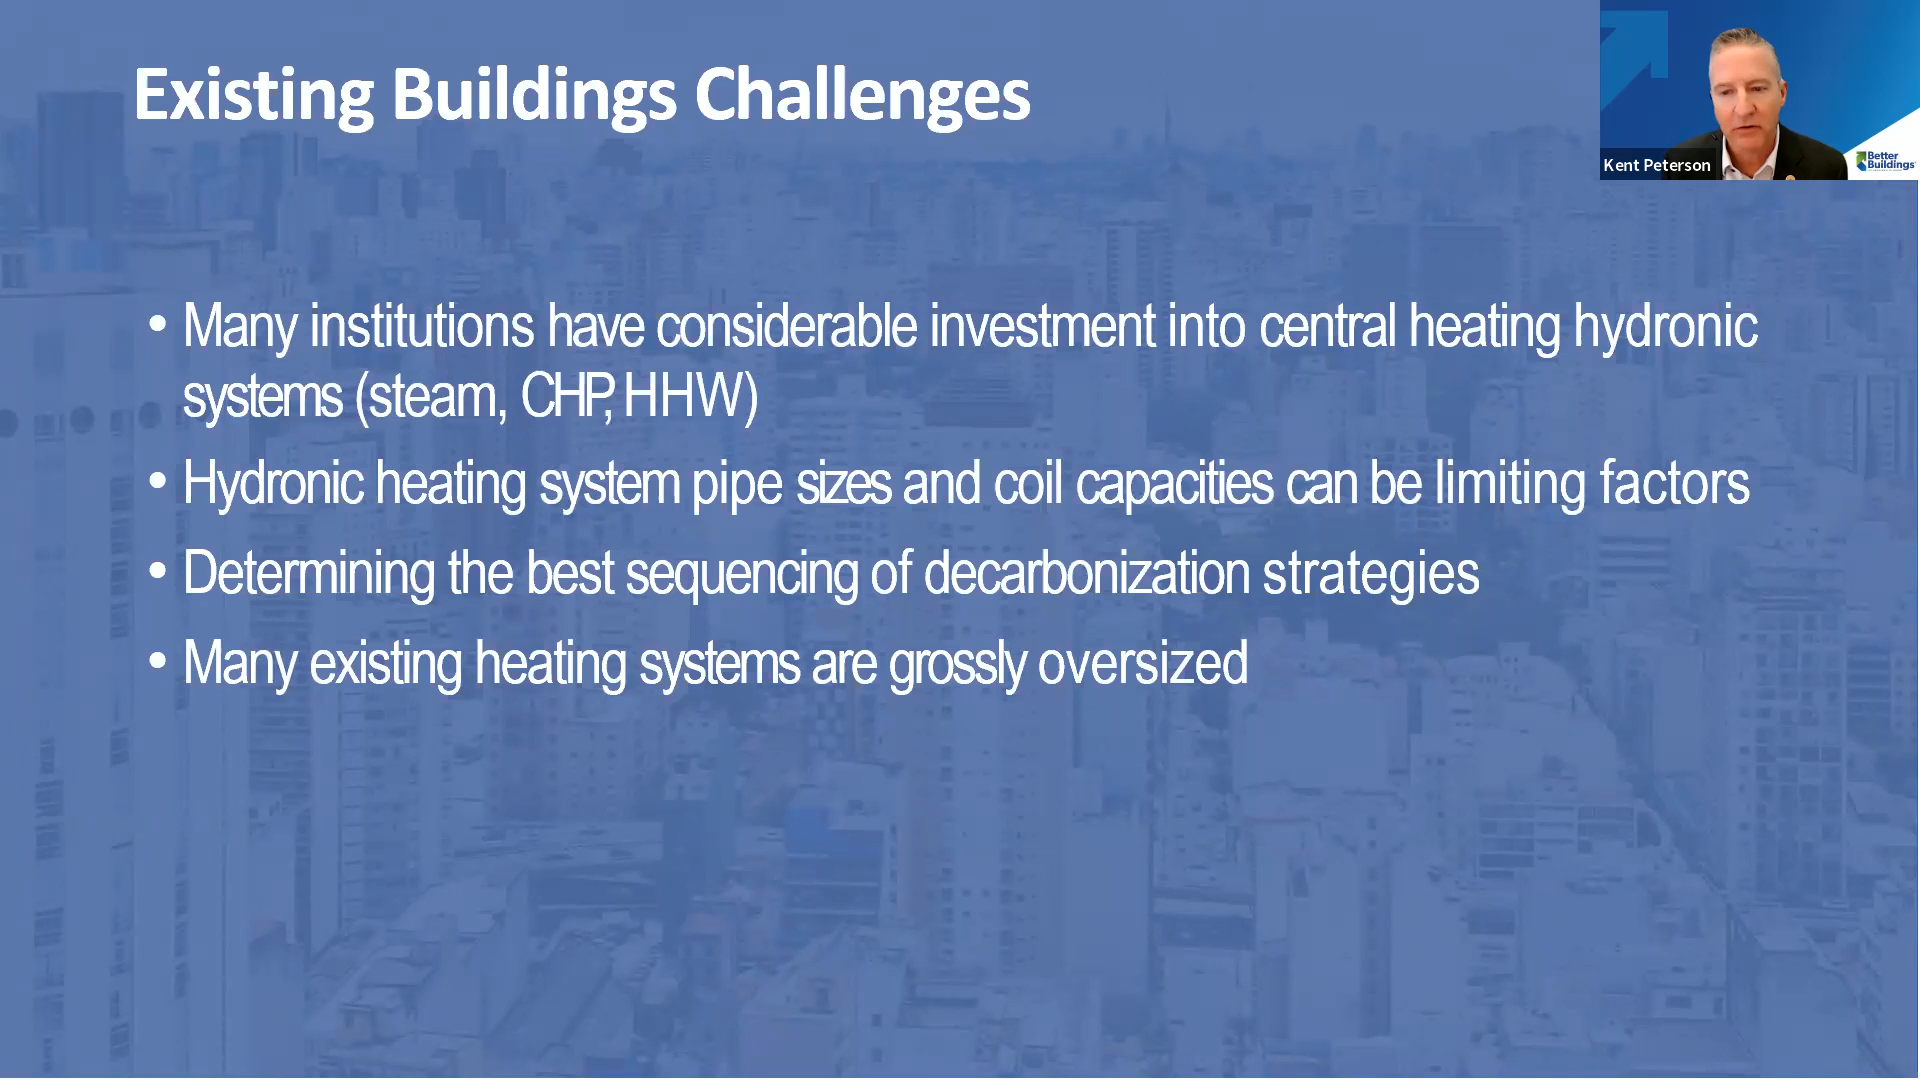 Existing Buildings Challenges
Kent Peterson
Better
Buildings
• Many institutions have considerable investment into central heating hydronic
systems (steam, CHP, HHW)
• Hydronic heating system pipe sizes and coil capacities can be limiting factors
• Determining the best sequencing of decarbonization strategies
• Many existing heating systems are grossly oversized